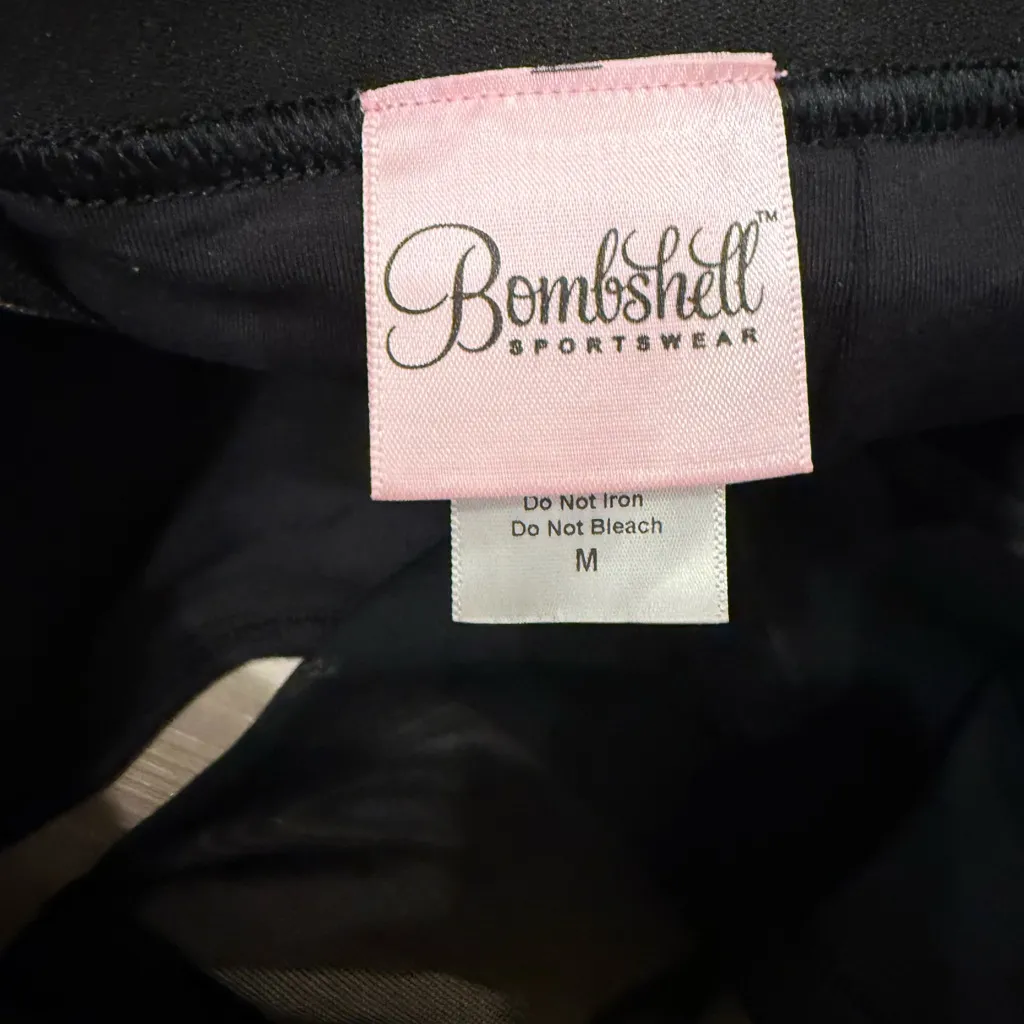 Bombshell™
SPORTSWEAR
Do Not Iron
Do Not Bleach
M